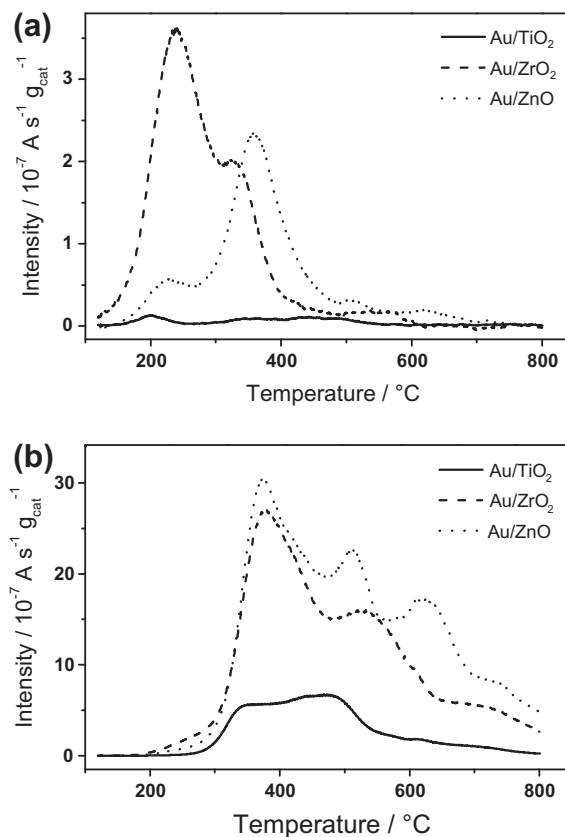 (a)
Au/TiO₂
Au/ZrO₂
Au/ZnO
Intensity / 10⁻⁷ A s⁻¹ g_cat⁻¹
3
2
1
0
200 400 600 800
Temperature / °C
(b)
Au/TiO₂
Au/ZrO₂
Au/ZnO
Intensity / 10⁻⁷ A s⁻¹ g_cat⁻¹
30
20
10
0
200 400 600 800
Temperature / °C